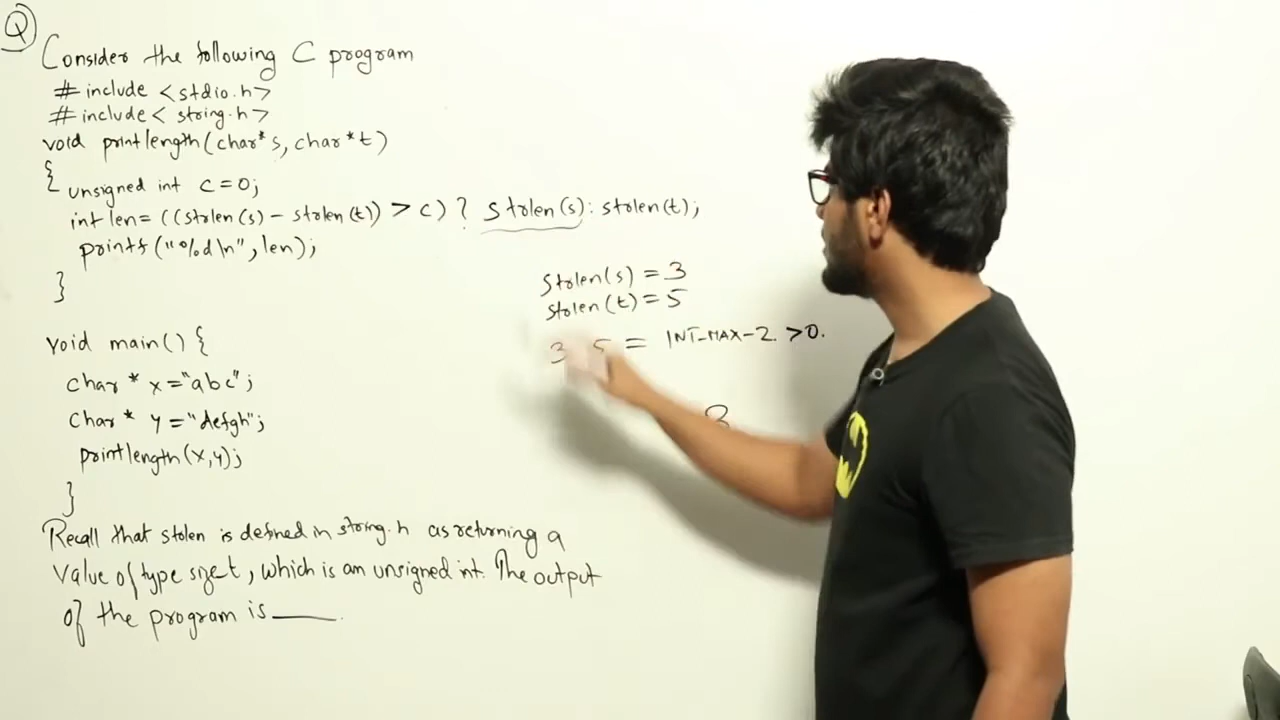 Q)
Consider the following C program
# include <stdio.h>
# include < string.h>
void printlength(char* s, char* t)
{
unsigned int c=0;
int len= ((strlen(s) - strlen(t)) > c) ? strlen(s): strlen(t);
printf("%d\n", len);
}
void main() {
char * x="abc";
char * y ="defgh";
printlength(x,y);
}
Recall that strlen is defined in string.h as returning a
value of type size_t, which is an unsigned int. The output
of the program is ____.
strlen(s) = 3
strlen(t) = 5
3 5 = INT_MAX-2. >0.